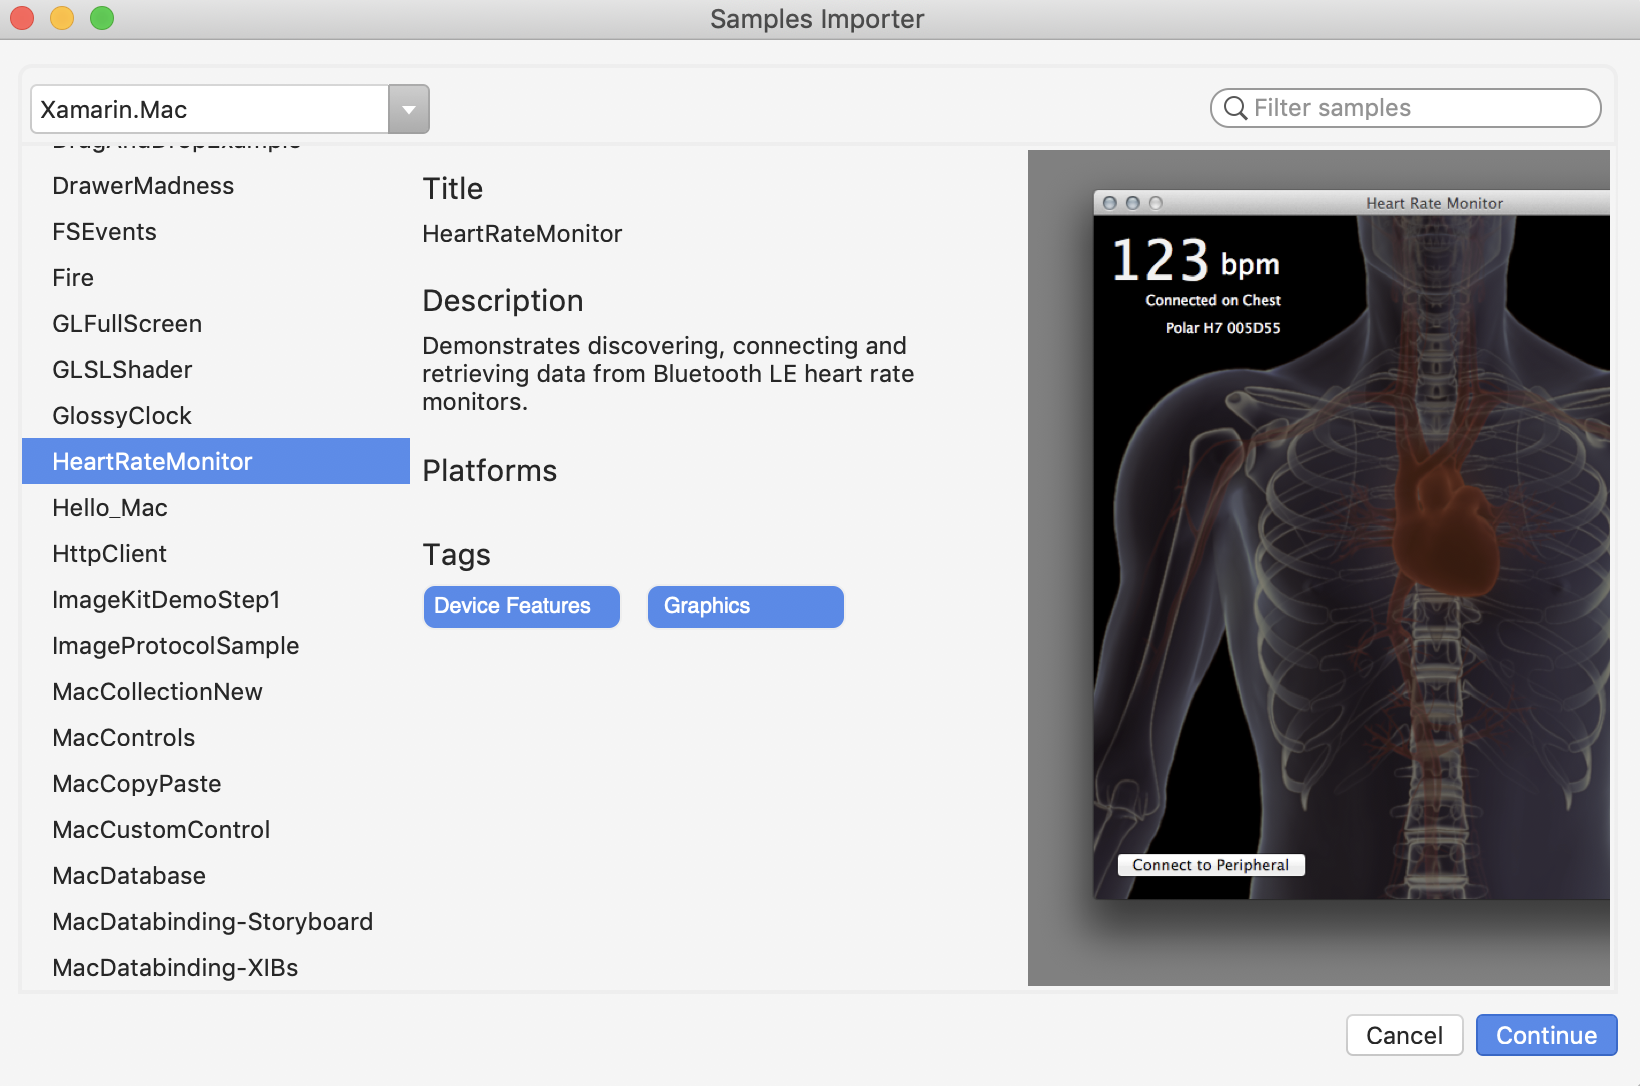 Samples Importer
Xamarin.Mac
Filter samples
DragAndDropExample
DrawerMadness
FSEvents
Fire
GLFullScreen
GLSLShader
GlossyClock
HeartRateMonitor
Hello_Mac
HttpClient
ImageKitDemoStep1
ImageProtocolSample
MacCollectionNew
MacControls
MacCopyPaste
MacCustomControl
MacDatabase
MacDatabinding-Storyboard
MacDatabinding-XIBs
Title
HeartRateMonitor
Description
Demonstrates discovering, connecting and
retrieving data from Bluetooth LE heart rate
monitors.
Platforms
Tags
Device Features
Graphics
Heart Rate Monitor
123 bpm
Connected on Chest
Polar H7 005D55
Connect to Peripheral
Cancel
Continue